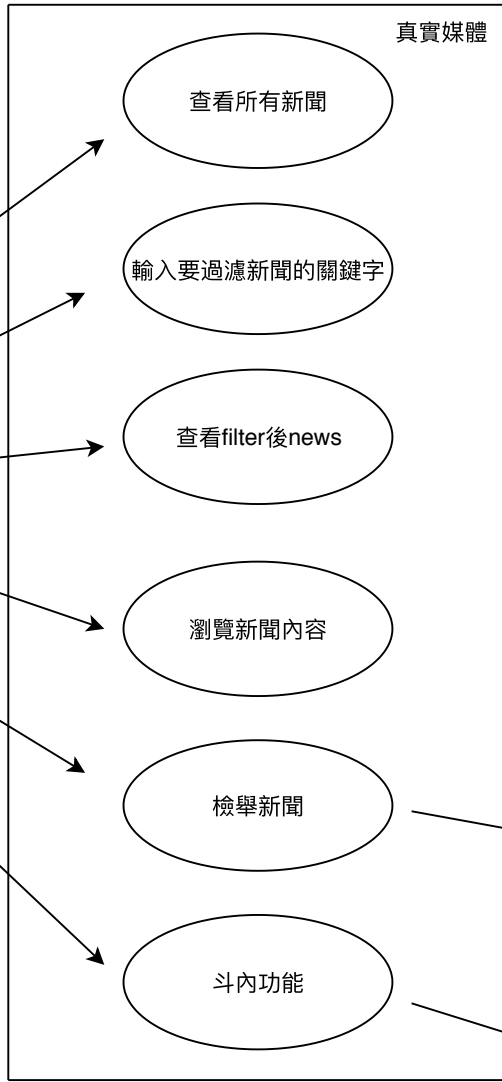 真實媒體
查看所有新聞
輸入要過濾新聞的關鍵字
查看filter後news
瀏覽新聞內容
檢舉新聞
斗內功能